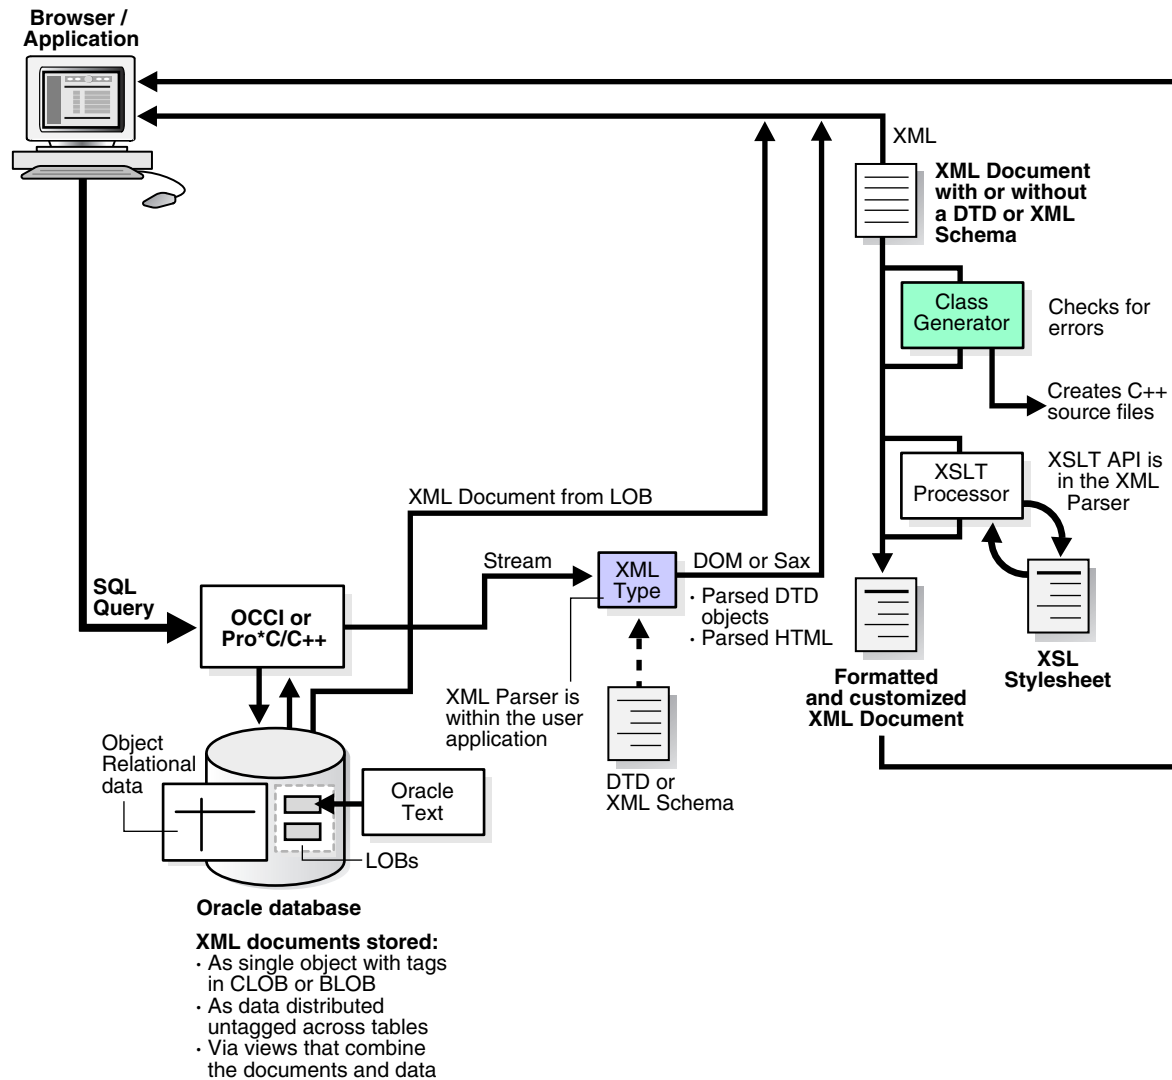 Browser /
Application
XML
XML Document
with or without
a DTD or XML
Schema
Class
Generator
Checks for
errors
Creates C++
source files
XSLT
Processor
XSLT API is
in the XML
Parser
XML Document from LOB
Stream
XML
Type
DOM or Sax
· Parsed DTD
objects
· Parsed HTML
SQL
Query
OCCI or
Pro*C/C++
XSL
Stylesheet
Formatted
and customized
XML Document
XML Parser is
within the user
application
DTD or
XML Schema
Object
Relational
data
Oracle
Text
LOBs
Oracle database
XML documents stored:
· As single object with tags
in CLOB or BLOB
· As data distributed
untagged across tables
· Via views that combine
the documents and data